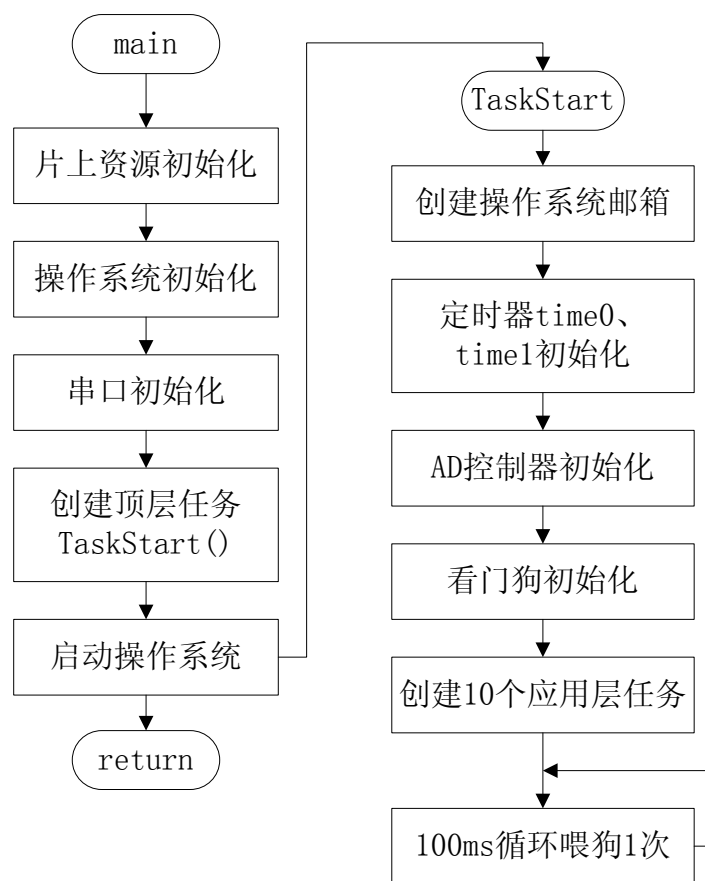 main
片上资源初始化
操作系统初始化
串口初始化
创建顶层任务
TaskStart()
启动操作系统
return
TaskStart
创建操作系统邮箱
定时器time0、
time1初始化
AD控制器初始化
看门狗初始化
创建10个应用层任务
100ms循环喂狗1次